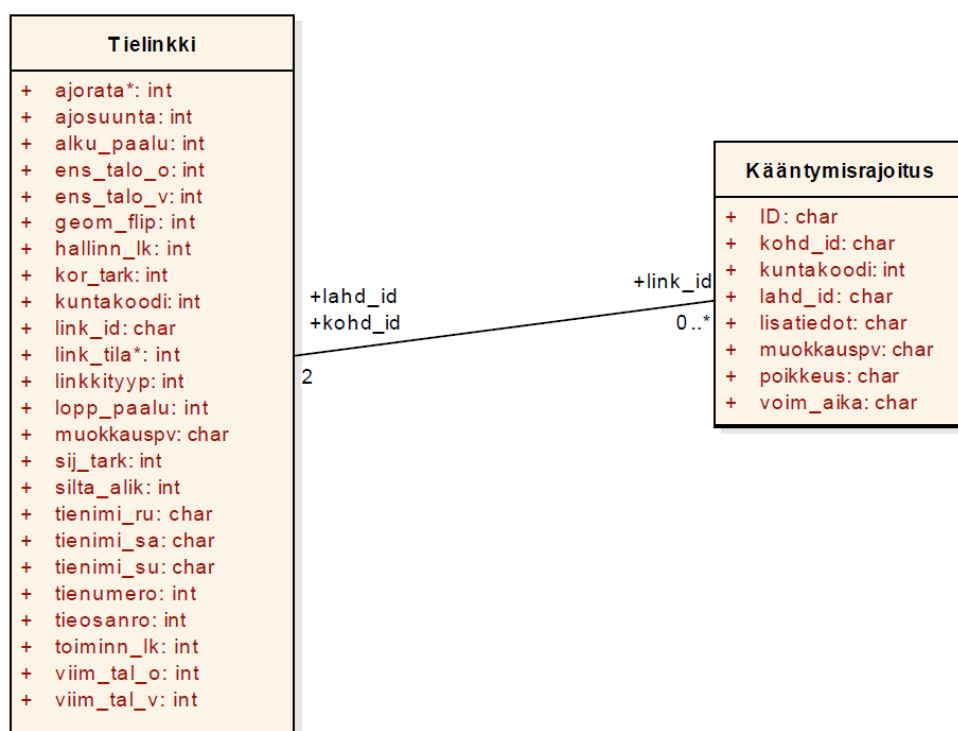 Tielinkki
+ ajorata*: int
+ ajosuunta: int
+ alku_paalu: int
+ ens_talo_o: int
+ ens_talo_v: int
+ geom_flip: int
+ hallinn_lk: int
+ kor_tark: int
+ kuntakoodi: int
+ link_id: char
+ link_tila*: int
+ linkkityyp: int
+ lopp_paalu: int
+ muokkauspv: char
+ sij_tark: int
+ silta_alik: int
+ tienimi_ru: char
+ tienimi_sa: char
+ tienimi_su: char
+ tienumero: int
+ tieosanro: int
+ toiminn_lk: int
+ viim_tal_o: int
+ viim_tal_v: int
+lahd_id
+kohd_id
2
+link_id
0..*
Kääntymisrajoitus
+ ID: char
+ kohd_id: char
+ kuntakoodi: int
+ lahd_id: char
+ lisatiedot: char
+ muokkauspv: char
+ poikkeus: char
+ voim_aika: char